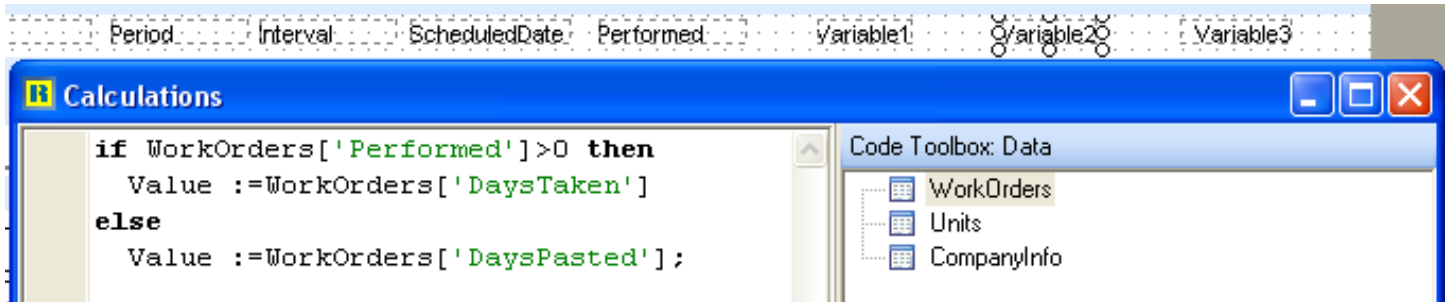 Period Interval ScheduledDate Performed Variable1 Variable2 Variable3
Calculations
if WorkOrders['Performed']>0 then
Value :=WorkOrders['DaysTaken']
else
Value :=WorkOrders['DaysPasted'];
Code Toolbox: Data
WorkOrders
Units
CompanyInfo